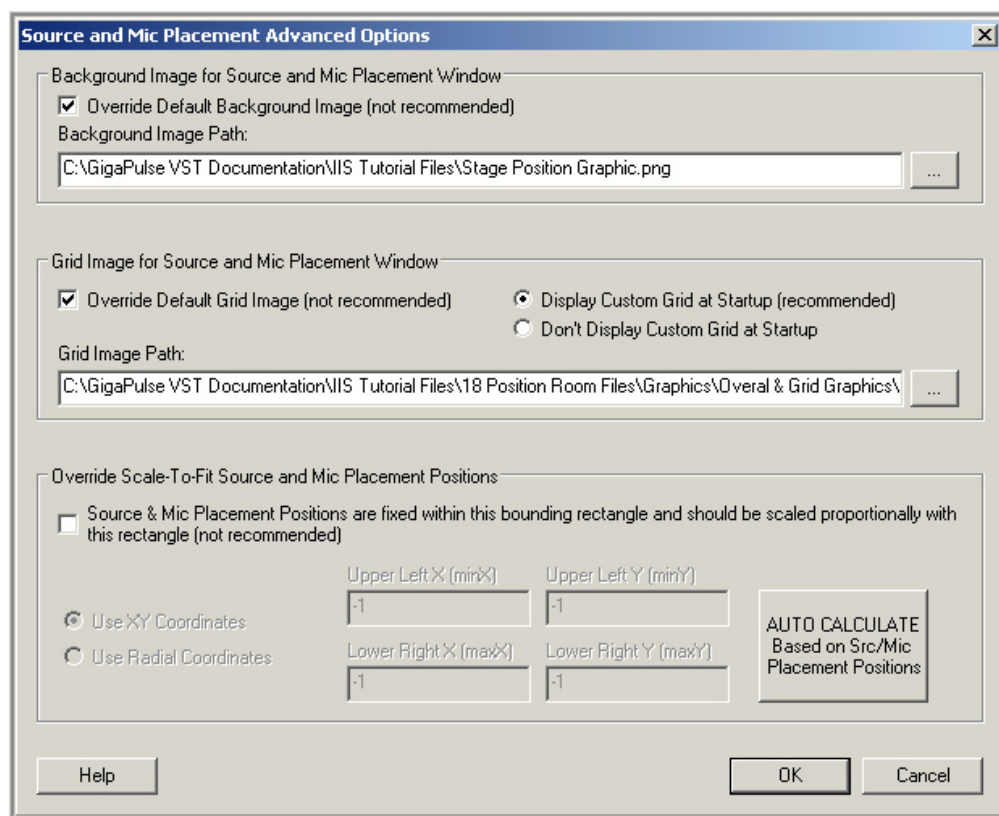 Source and Mic Placement Advanced Options
Background Image for Source and Mic Placement Window
Override Default Background Image (not recommended)
Background Image Path:
C:\GigaPulse VST Documentation\IIS Tutorial Files\Stage Position Graphic.png
...
Grid Image for Source and Mic Placement Window
Override Default Grid Image (not recommended)
Display Custom Grid at Startup (recommended)
Don't Display Custom Grid at Startup
Grid Image Path:
C:\GigaPulse VST Documentation\IIS Tutorial Files\18 Position Room Files\Graphics\Overal & Grid Graphics\
...
Override Scale-To-Fit Source and Mic Placement Positions
Source & Mic Placement Positions are fixed within this bounding rectangle and should be scaled proportionally with
this rectangle (not recommended)
Use XY Coordinates
Use Radial Coordinates
Upper Left X (minX)
-1
Upper Left Y (minY)
-1
Lower Right X (maxX)
-1
Lower Right Y (maxY)
-1
AUTO CALCULATE
Based on Src/Mic
Placement Positions
Help
OK
Cancel